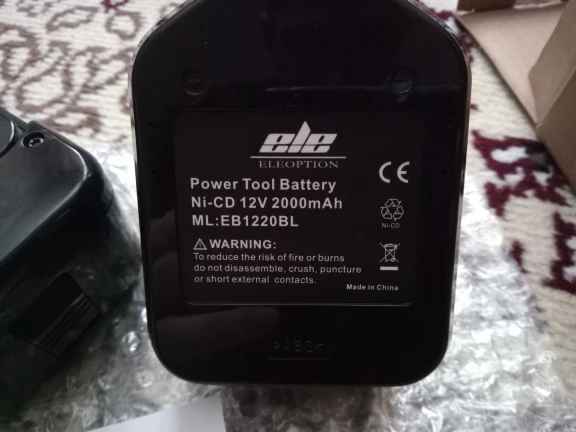 ele
ELEOPTION
CE
Power Tool Battery
Ni-CD 12V 2000mAh
ML:EB1220BL
Ni-CD
WARNING:
To reduce the risk of fire or burns
do not disassemble, crush, puncture
or short external contacts.
Made in China
>ABS<